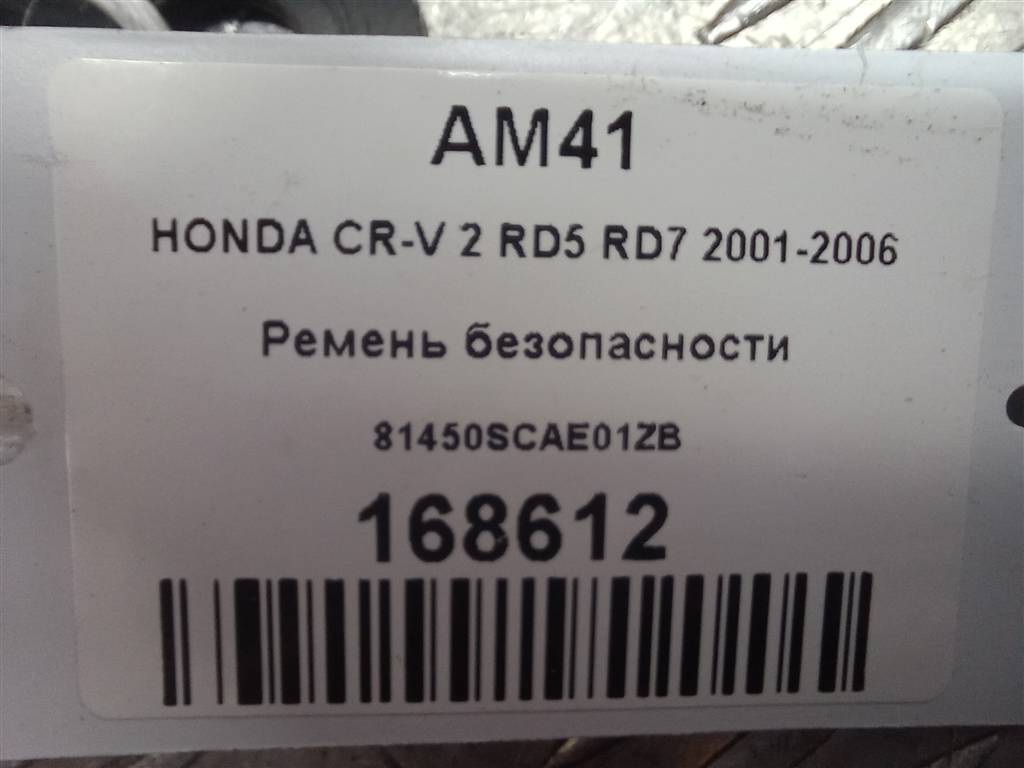 AM41
HONDA CR-V 2 RD5 RD7 2001-2006
Ремень безопасности
81450SCAE01ZB
168612